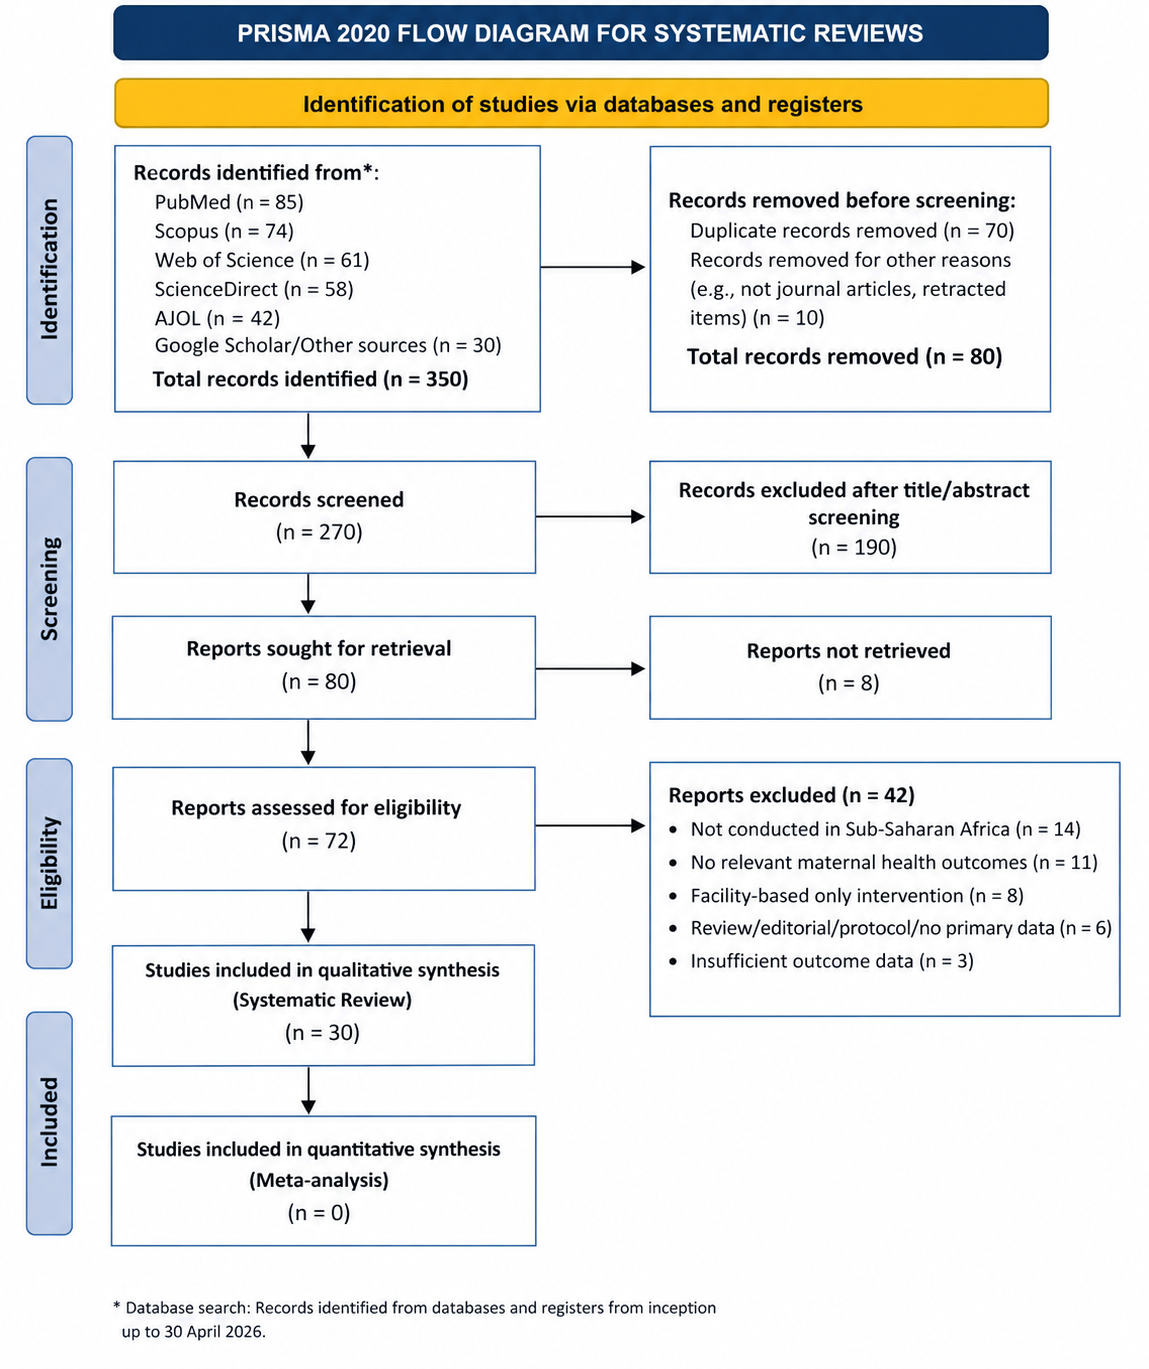 PRISMA 2020 FLOW DIAGRAM FOR SYSTEMATIC REVIEWS
Identification of studies via databases and registers
Identification
Records identified from*:
PubMed (n = 85)
Scopus (n = 74)
Web of Science (n = 61)
ScienceDirect (n = 58)
AJOL (n = 42)
Google Scholar/Other sources (n = 30)
Total records identified (n = 350)
Records removed before screening:
Duplicate records removed (n = 70)
Records removed for other reasons
(e.g., not journal articles, retracted
items) (n = 10)
Total records removed (n = 80)
Screening
Records screened
(n = 270)
Records excluded after title/abstract
screening
(n = 190)
Reports sought for retrieval
(n = 80)
Reports not retrieved
(n = 8)
Eligibility
Reports assessed for eligibility
(n = 72)
Reports excluded (n = 42)
• Not conducted in Sub-Saharan Africa (n = 14)
• No relevant maternal health outcomes (n = 11)
• Facility-based only intervention (n = 8)
• Review/editorial/protocol/no primary data (n = 6)
• Insufficient outcome data (n = 3)
Studies included in qualitative synthesis
(Systematic Review)
(n = 30)
Included
Studies included in quantitative synthesis
(Meta-analysis)
(n = 0)
* Database search: Records identified from databases and registers from inception
up to 30 April 2026.